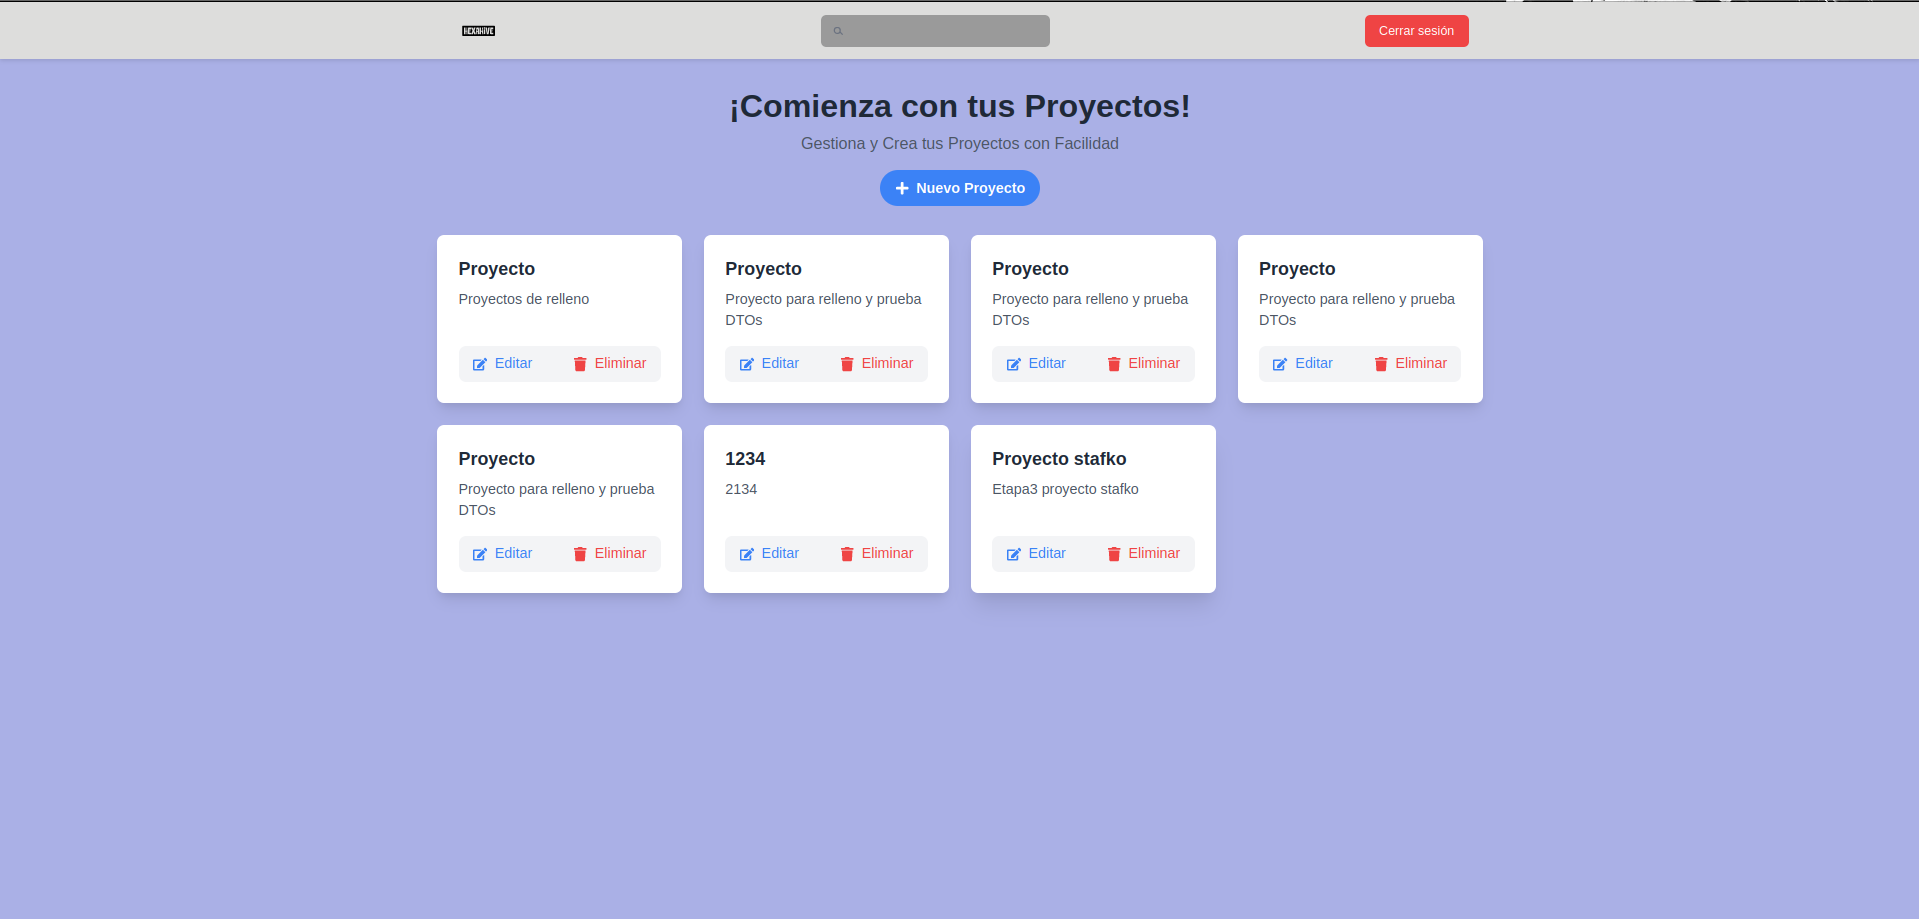 HEXAHIVE
Cerrar sesión
¡Comienza con tus Proyectos!
Gestiona y Crea tus Proyectos con Facilidad
Nuevo Proyecto
Proyecto
Proyectos de relleno
Editar Eliminar
Proyecto
Proyecto para relleno y prueba
DTOs
Editar Eliminar
Proyecto
Proyecto para relleno y prueba
DTOs
Editar Eliminar
Proyecto
Proyecto para relleno y prueba
DTOs
Editar Eliminar
Proyecto
Proyecto para relleno y prueba
DTOs
Editar Eliminar
1234
2134
Editar Eliminar
Proyecto stafko
Etapa3 proyecto stafko
Editar Eliminar